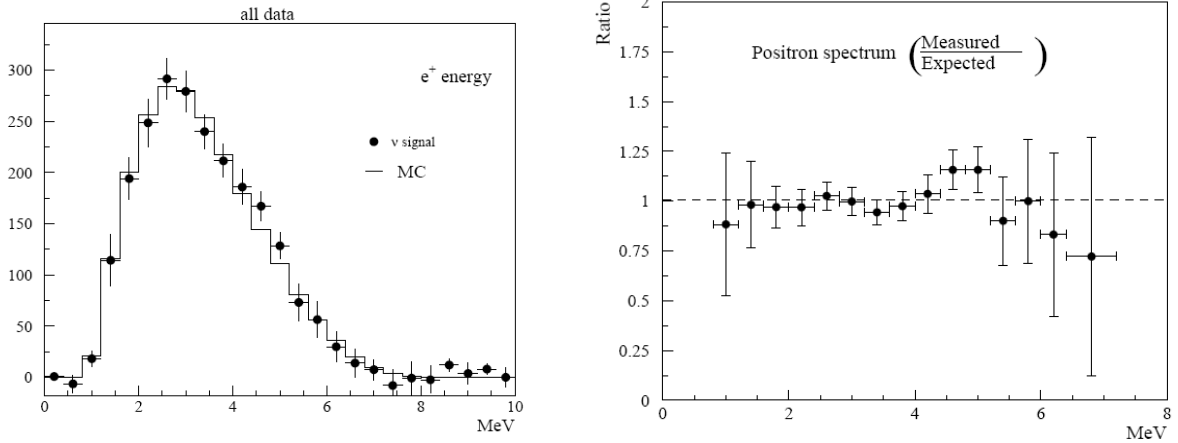 all data
300
250
200
150
100
50
0
e+ energy
ν signal
MC
0 2 4 6 8 10
MeV
2
1.75
1.5
1.25
1
0.75
0.5
0.25
0
Ratio
Positron spectrum (Measured
Expected)
0 2 4 6 8
MeV